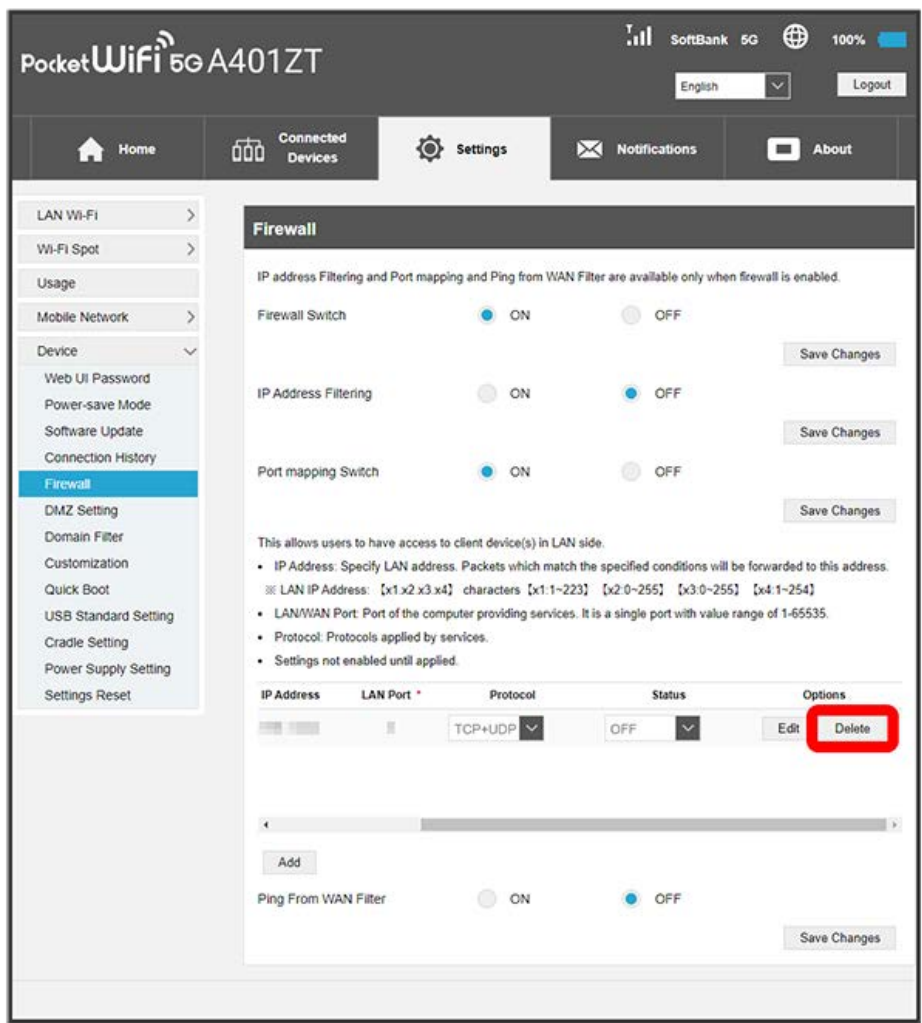 Pocket WiFi 5G A401ZT
SoftBank 5G 100%
English Logout
Home
Connected Devices
Settings
Notifications
About
LAN Wi-Fi
Wi-Fi Spot
Usage
Mobile Network
Device
Web UI Password
Power-save Mode
Software Update
Connection History
Firewall
DMZ Setting
Domain Filter
Customization
Quick Boot
USB Standard Setting
Cradle Setting
Power Supply Setting
Settings Reset
Firewall
IP address Filtering and Port mapping and Ping from WAN Filter are available only when firewall is enabled.
Firewall Switch ON OFF
Save Changes
IP Address Filtering ON OFF
Save Changes
Port mapping Switch ON OFF
Save Changes
This allows users to have access to client device(s) in LAN side.
• IP Address: Specify LAN address. Packets which match the specified conditions will be forwarded to this address.
※ LAN IP Address: 【x1.x2.x3.x4】 characters【x1:1~223】 【x2:0~255】 【x3:0~255】 【x4:1~254】
• LAN/WAN Port: Port of the computer providing services. It is a single port with value range of 1-65535.
• Protocol: Protocols applied by services.
• Settings not enabled until applied.
IP Address LAN Port * Protocol Status Options
TCP+UDP OFF Edit Delete
Add
Ping From WAN Filter ON OFF
Save Changes